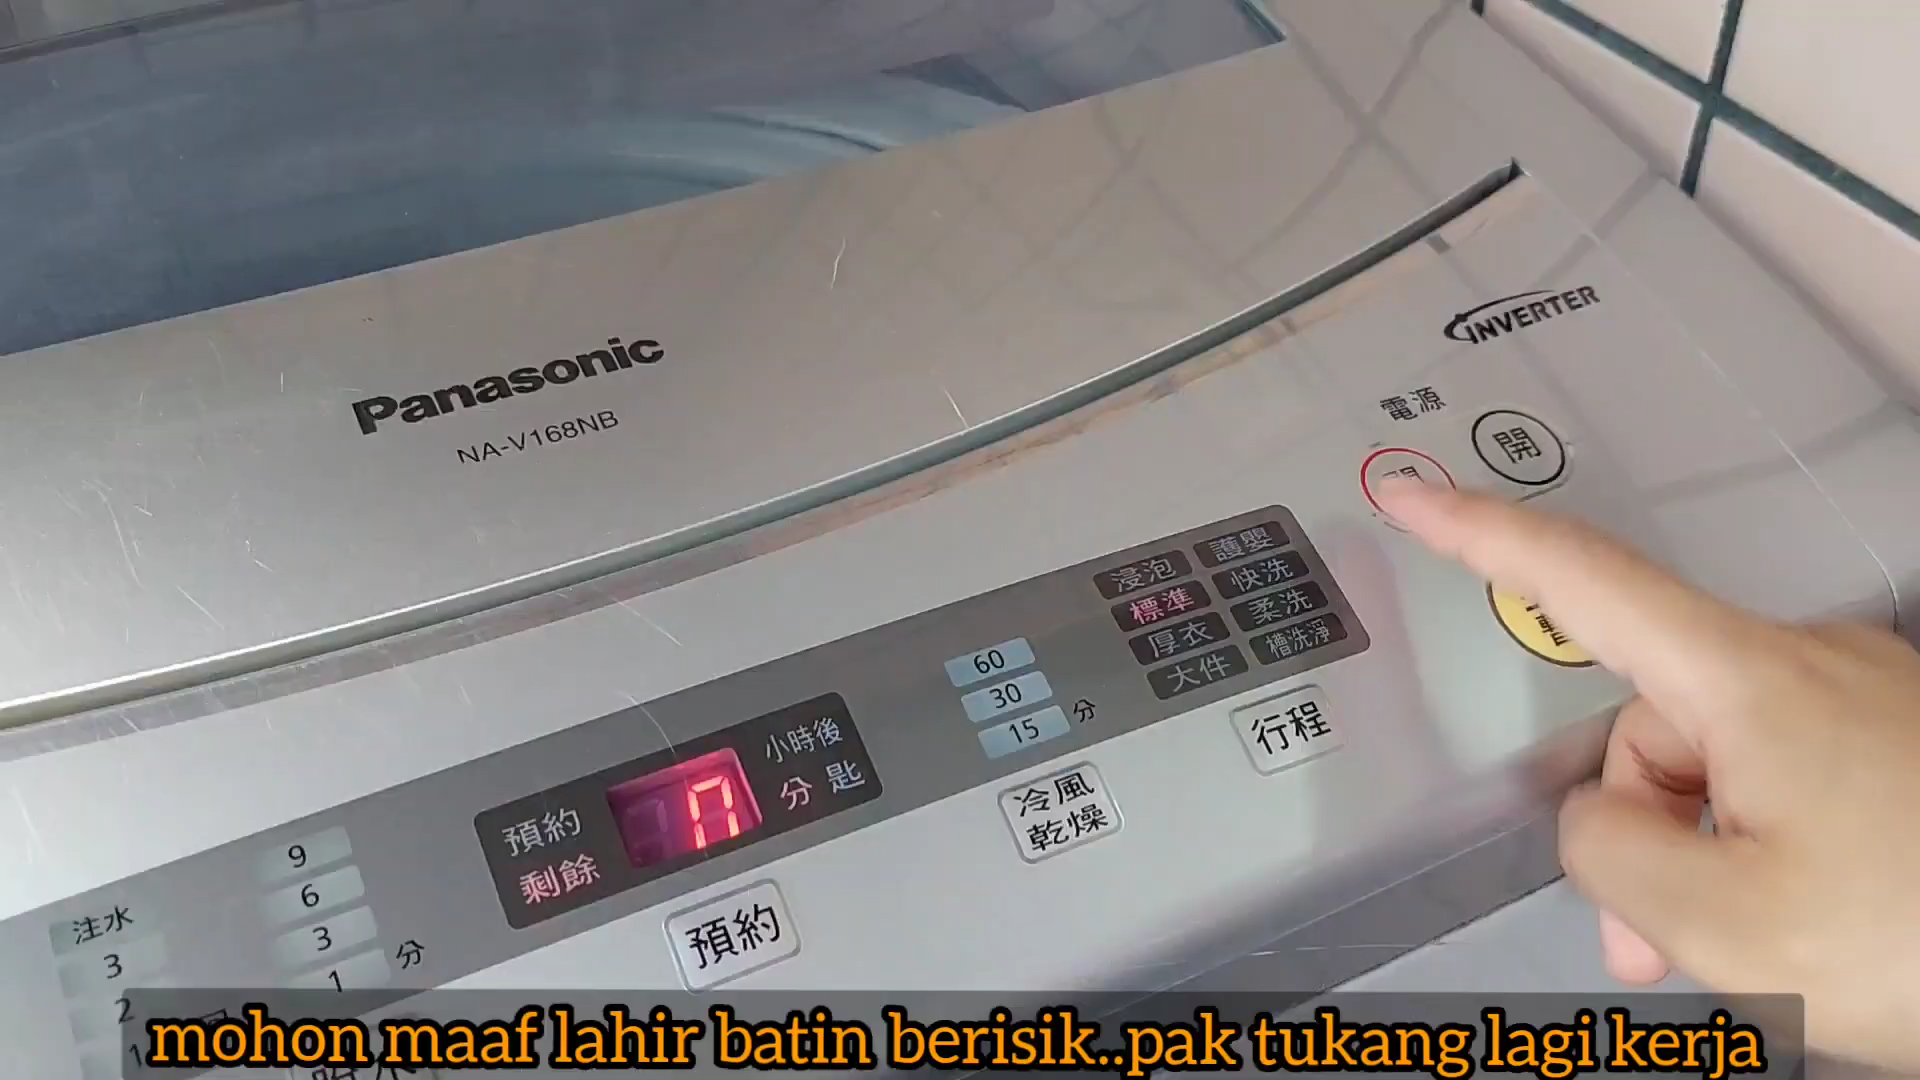 Panasonic
NA-V168NB
INVERTER
電源
開
浸泡 護嬰
標準 快洗
厚衣 柔洗
大件 槽洗淨
行程
60
30
15 分
冷風
乾燥
預約 小時後
剩餘 分 匙
預約
9
6
3
1 分
注水
3
2
1
mohon maaf lahir batin berisik..pak tukang lagi kerja